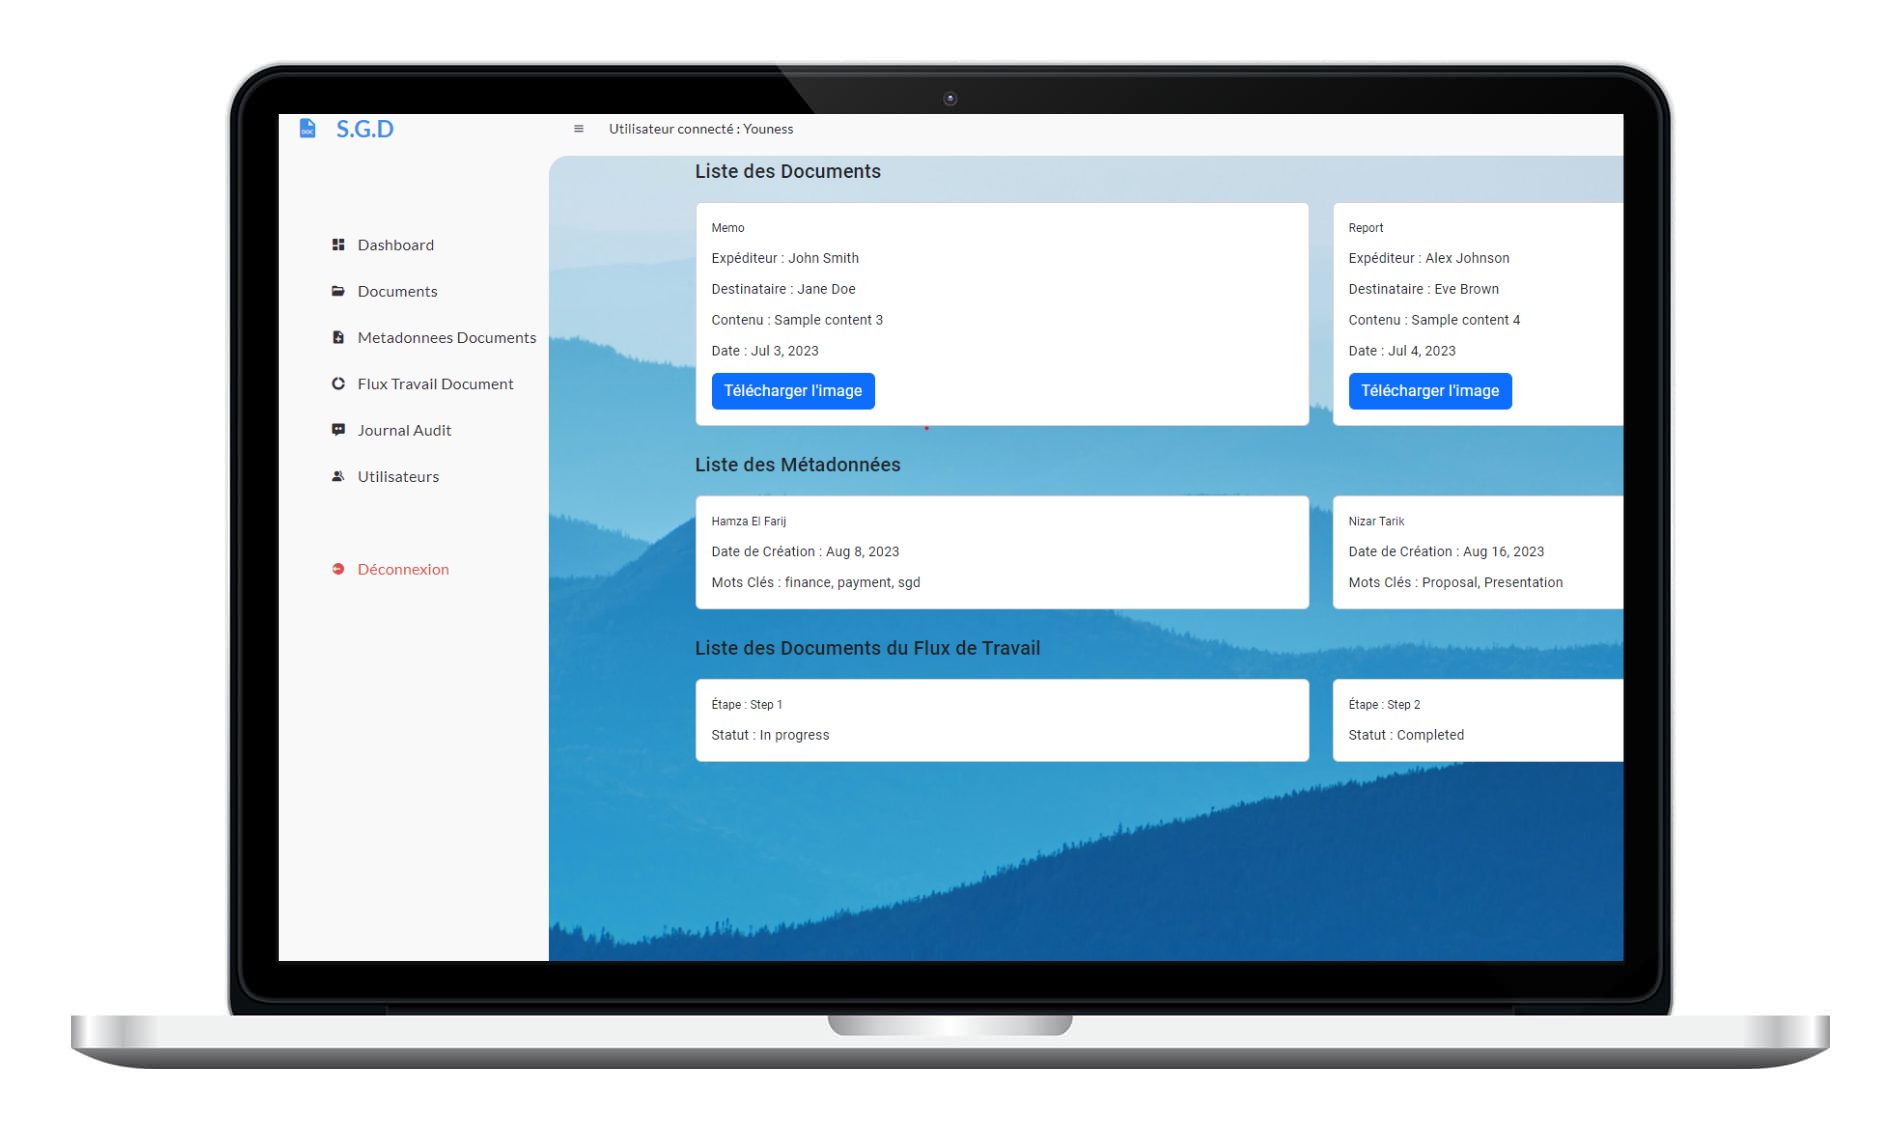 S.G.D
Utilisateur connecté : Youness
Dashboard
Documents
Metadonnees Documents
Flux Travail Document
Journal Audit
Utilisateurs
Déconnexion
Liste des Documents
Memo
Expéditeur : John Smith
Destinataire : Jane Doe
Contenu : Sample content 3
Date : Jul 3, 2023
Télécharger l'image
Report
Expéditeur : Alex Johnson
Destinataire : Eve Brown
Contenu : Sample content 4
Date : Jul 4, 2023
Télécharger l'image
Liste des Métadonnées
Hamza El Farij
Date de Création : Aug 8, 2023
Mots Clés : finance, payment, sgd
Nizar Tarik
Date de Création : Aug 16, 2023
Mots Clés : Proposal, Presentation
Liste des Documents du Flux de Travail
Étape : Step 1
Statut : In progress
Étape : Step 2
Statut : Completed